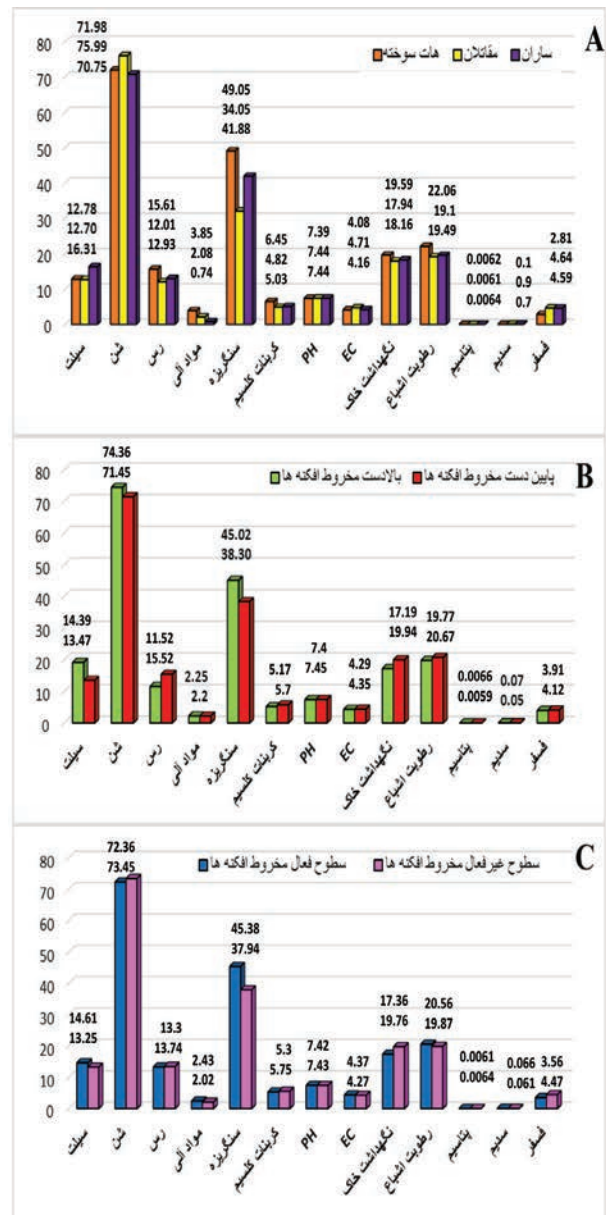 A
هات سوخته مقاتلان ساران
80
70
60
50
40
30
20
10
0
71.98
75.99
70.75
12.78
12.70
16.31
15.61
12.01
12.93
3.85
2.08
0.74
49.05
34.05
41.88
6.45
4.82
5.03
7.39
7.44
7.44
4.08
4.71
4.16
19.59
17.94
18.16
22.06
19.1
19.49
0.0062
0.0061
0.0064
0.1
0.9
0.7
2.81
4.64
4.59
سیلت
شن
رس
مواد آلی
سنگریزه
کربنات کلسیم
PH
EC
نگهداشت خاک
رطوبت اشباع
پتاسیم
سدیم
فسفر
B
بالادست مخروط افکنه ها پایین دست مخروط افکنه ها
80
70
60
50
40
30
20
10
0
74.36
71.45
14.39
13.47
11.52
15.52
2.25
2.2
45.02
38.30
5.17
5.7
7.4
7.45
4.29
4.35
17.19
19.94
19.77
20.67
0.0066
0.0059
0.07
0.05
3.91
4.12
سیلت
شن
رس
مواد آلی
سنگریزه
کربنات کلسیم
PH
EC
نگهداشت خاک
رطوبت اشباع
پتاسیم
سدیم
فسفر
C
سطوح فعال مخروط افکنه ها سطوح غیرفعال مخروط افکنه ها
80
70
60
50
40
30
20
10
0
72.36
73.45
14.61
13.25
13.3
13.74
2.43
2.02
45.38
37.94
5.3
5.75
7.42
7.43
4.37
4.27
17.36
19.76
20.56
19.87
0.0061
0.0064
0.066
0.061
3.56
4.47
سیلت
شن
رس
مواد آلی
سنگریزه
کربنات کلسیم
PH
EC
نگهداشت خاک
رطوبت اشباع
پتاسیم
سدیم
فسفر